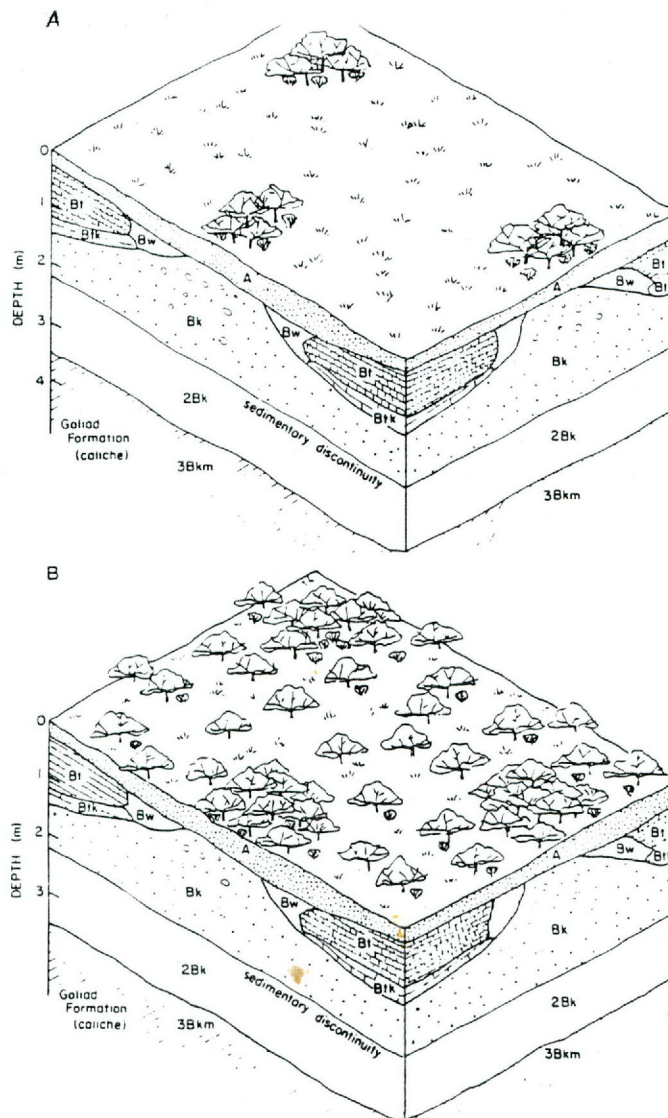 A
0
1
2
3
4
DEPTH (m)
Bt
Btk
Bw
A
Bk
Bw
Bt
Btk
2Bk
sedimentary discontinuity
Goliad
Formation
(caliche)
3Bkm
A
Bt
Bw
Bt
Bk
2Bk
3Bkm
B
0
1
2
3
DEPTH (m)
Bt
Btk
Bw
A
Bk
Bw
Bt
Btk
2Bk
sedimentary discontinuity
Goliad
Formation
(caliche)
3Bkm
A
Bt
Bw
Bt
Bk
2Bk
3Bkm